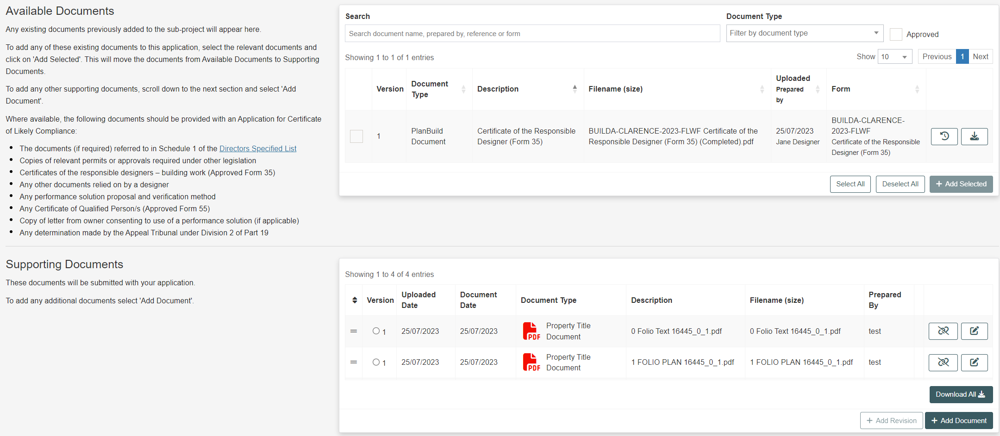 Available Documents
Any existing documents previously added to the sub-project will appear here.
To add any of these existing documents to this application, select the relevant documents and
click on 'Add Selected'. This will move the documents from Available Documents to Supporting
Documents.
To add any other supporting documents, scroll down to the next section and select 'Add
Document'.
Where available, the following documents should be provided with an Application for Certificate
of Likely Compliance:
The documents (if required) referred to in Schedule 1 of the Directors Specified List
Copies of relevant permits or approvals required under other legislation
Certificates of the responsible designers – building work (Approved Form 35)
Any other documents relied on by a designer
Any performance solution proposal and verification method
Any Certificate of Qualified Person/s (Approved Form 55)
Copy of letter from owner consenting to use of a performance solution (if applicable)
Any determination made by the Appeal Tribunal under Division 2 of Part 19
Search
Document Type
Search document name, prepared by, reference or form
Filter by document type
Approved
Showing 1 to 1 of 1 entries
Show 10
Previous 1 Next
Version
Document
Type
Description
Filename (size)
Uploaded
Prepared
by
Form
1
PlanBuild
Document
Certificate of the Responsible
Designer (Form 35)
BUILDA-CLARENCE-2023-FLWF Certificate of the
Responsible Designer (Form 35) (Completed).pdf
25/07/2023
Jane Designer
BUILDA-CLARENCE-
2023-FLWF
Certificate of the Responsible
Designer (Form 35)
Select All
Deselect All
+ Add Selected
Supporting Documents
These documents will be submitted with your application.
To add any additional documents select 'Add Document'.
Showing 1 to 4 of 4 entries
Version
Uploaded
Date
Document
Date
Document Type
Description
Filename (size)
Prepared
By
1
25/07/2023
25/07/2023
PDF
Property Title
Document
0 Folio Text 16445_0_1.pdf
0 Folio Text 16445_0_1.pdf
test
1
25/07/2023
25/07/2023
PDF
Property Title
Document
1 FOLIO PLAN 16445_0_1.pdf
1 FOLIO PLAN 16445_0_1.pdf
test
Download All
+ Add Revision
+ Add Document